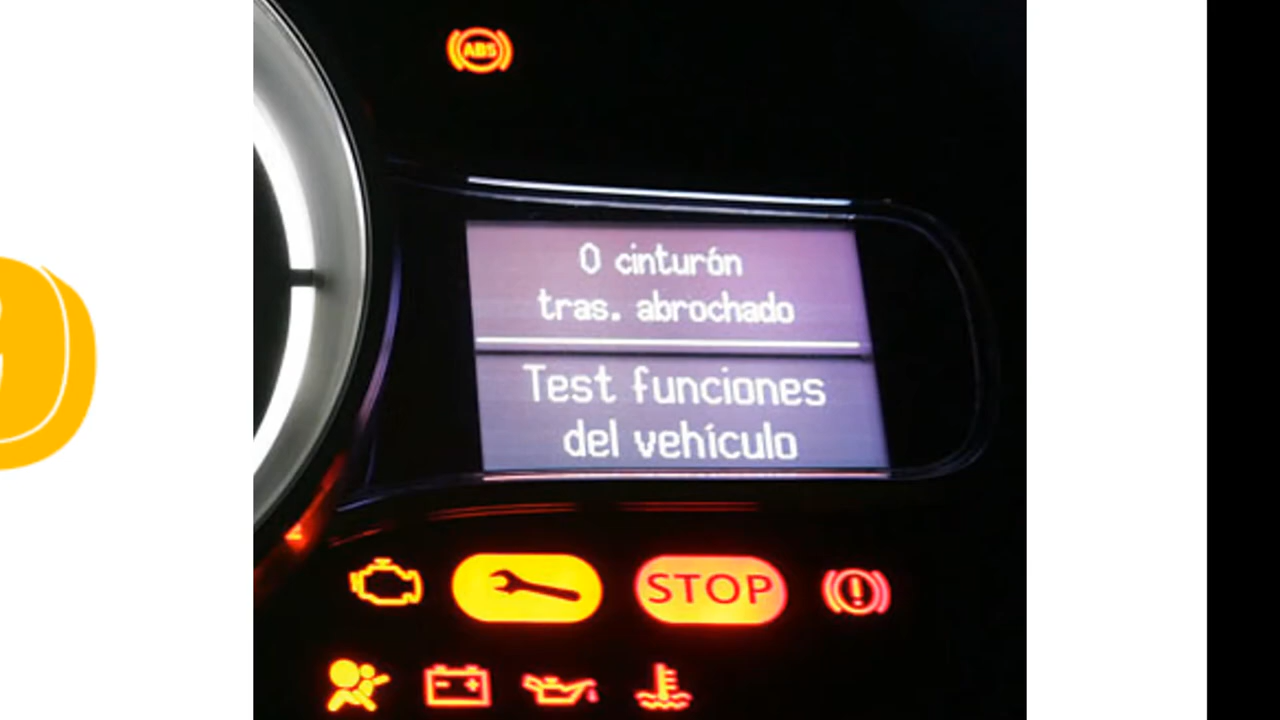 ABS
0 cinturón
tras. abrochado
Test funciones
del vehículo
STOP